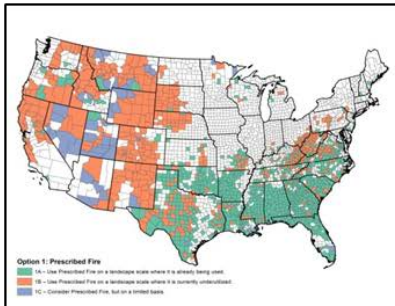 Option 1: Prescribed Fire
1A – Use Prescribed Fire on a landscape scale where it is already being used.
1B – Use Prescribed Fire on a landscape scale where it is currently underutilized.
1C – Consider Prescribed Fire, but on a limited basis.